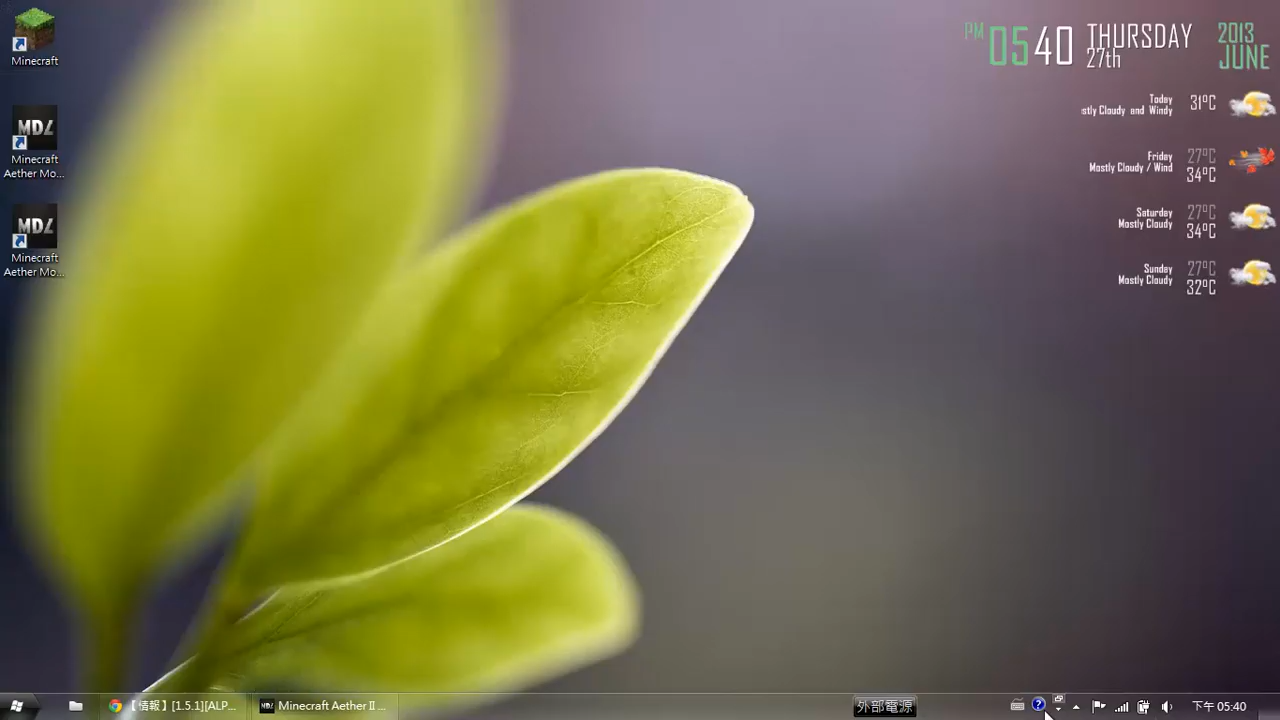 Minecraft
MDL
Minecraft
Aether Mo...
MDL
Minecraft
Aether Mo...
PM
05 40
THURSDAY
27th
2013
JUNE
Today
stly Cloudy and Windy
31°C
Friday
Mostly Cloudy / Wind
27°C
34°C
Saturday
Mostly Cloudy
27°C
34°C
Sunday
Mostly Cloudy
27°C
32°C
【情報】[1.5.1][ALP...
MDL
Minecraft Aether II ...
外部電源
?
下午 05:40